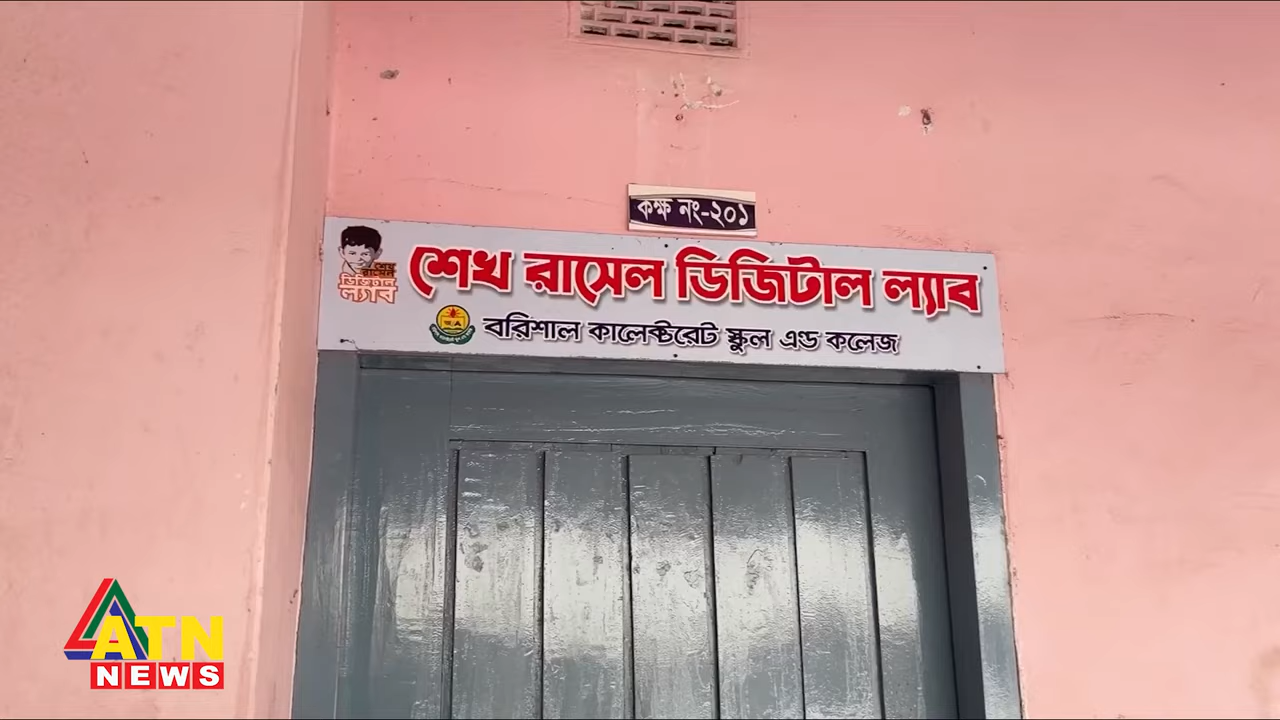 কক্ষ নং-২০১
শেখ রাসেল ডিজিটাল ল্যাব
শেখ
রাসেল
ডিজিটাল
ল্যাব
বরিশাল কালেক্টরেট স্কুল এন্ড কলেজ
ATN
NEWS